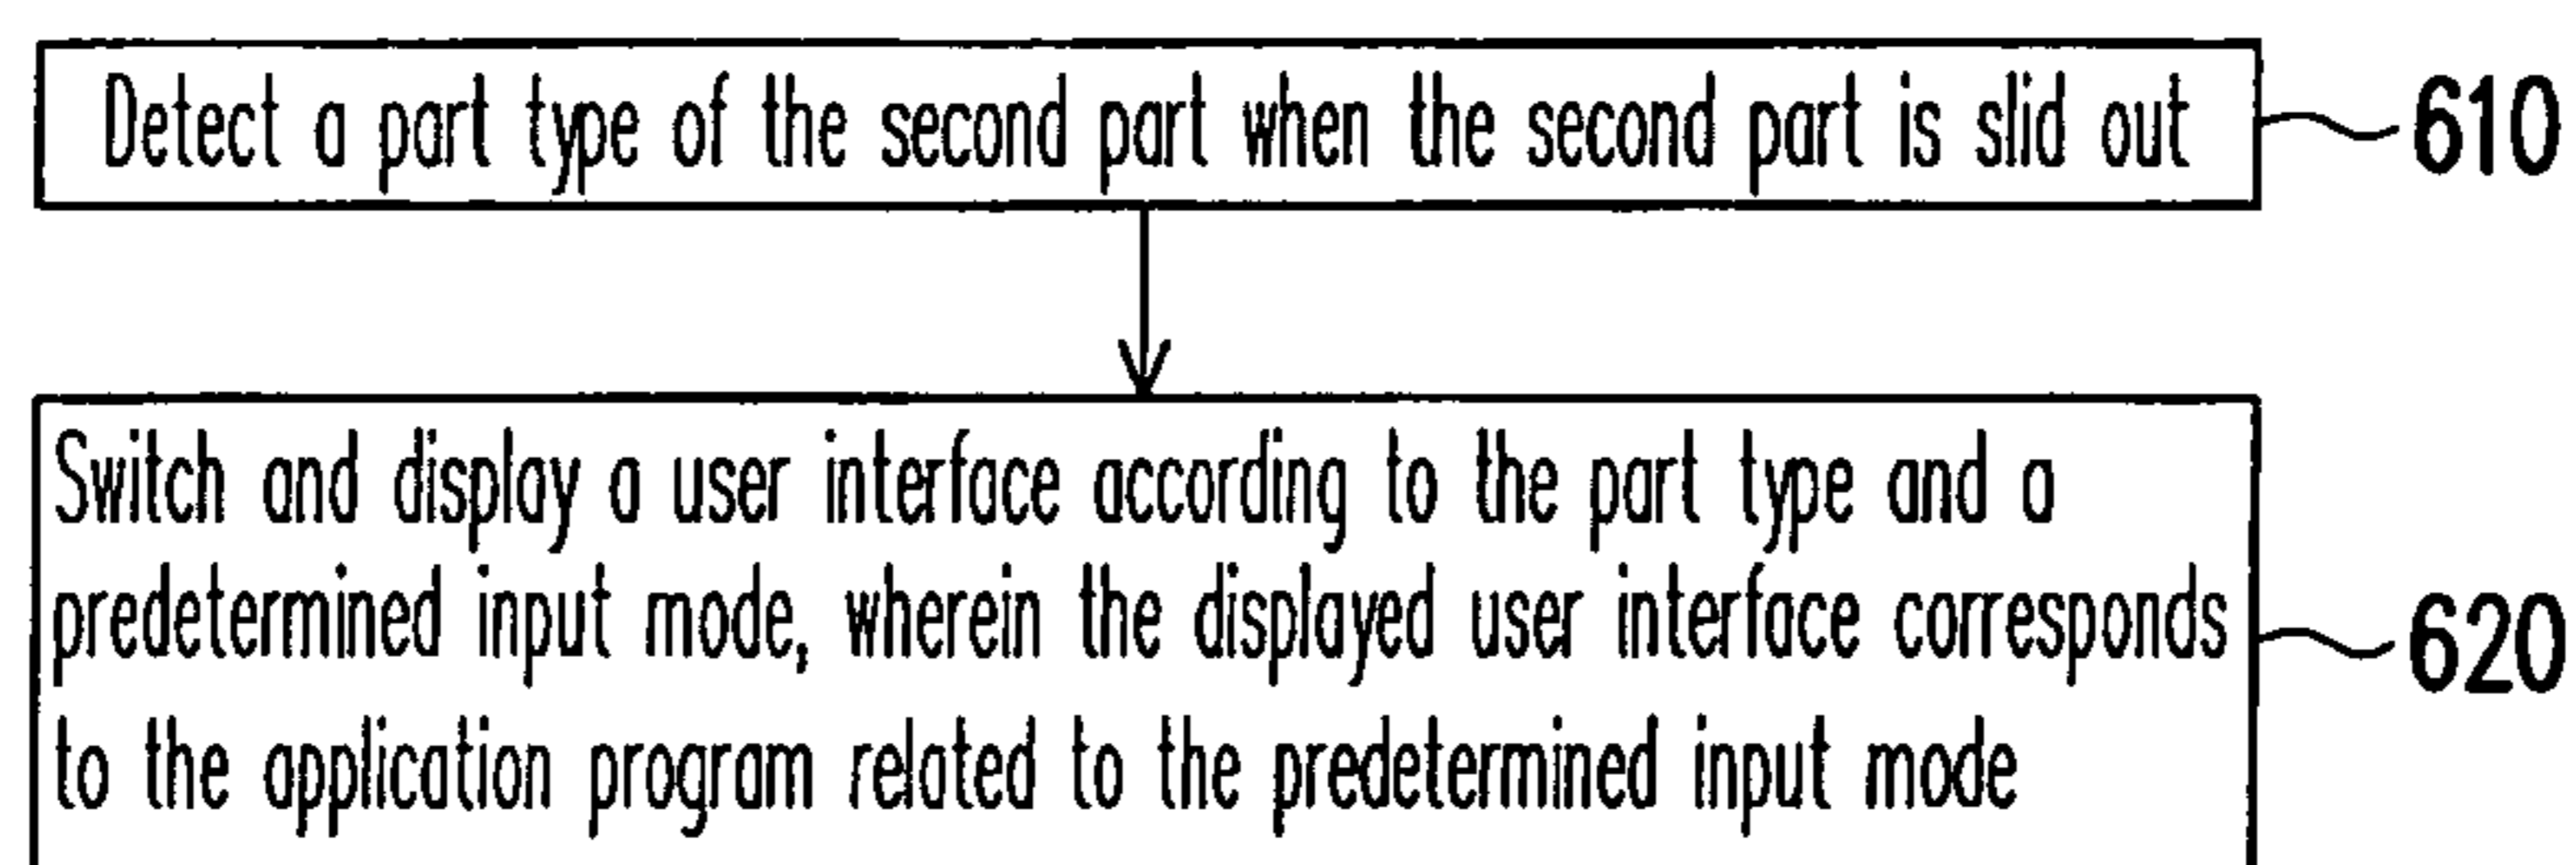 Detect a part type of the second part when the second part is slid out
610
Switch and display a user interface according to the part type and a
predetermined input mode, wherein the displayed user interface corresponds
620
to the application program related to the predetermined input mode